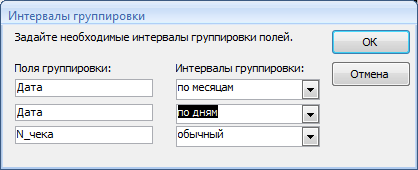 Интервалы группировки
Задайте необходимые интервалы группировки полей.
ОК
Отмена
Поля группировки: Интервалы группировки:
Дата по месяцам
Дата по дням
N_чека обычный